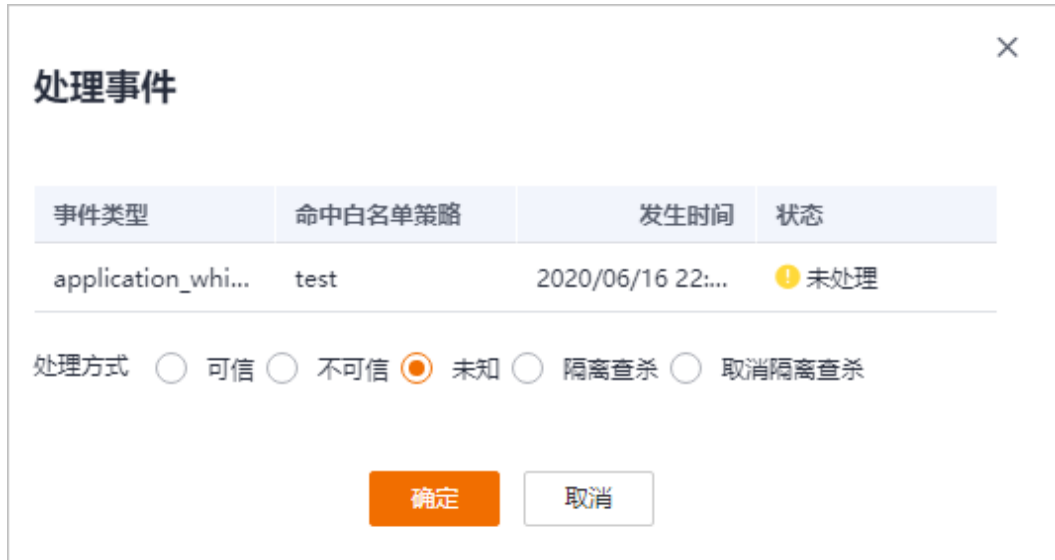 处理事件
事件类型 命中白名单策略 发生时间 状态
application_whi... test 2020/06/16 22:... 未处理
处理方式 可信 不可信 未知 隔离查杀 取消隔离查杀
确定 取消